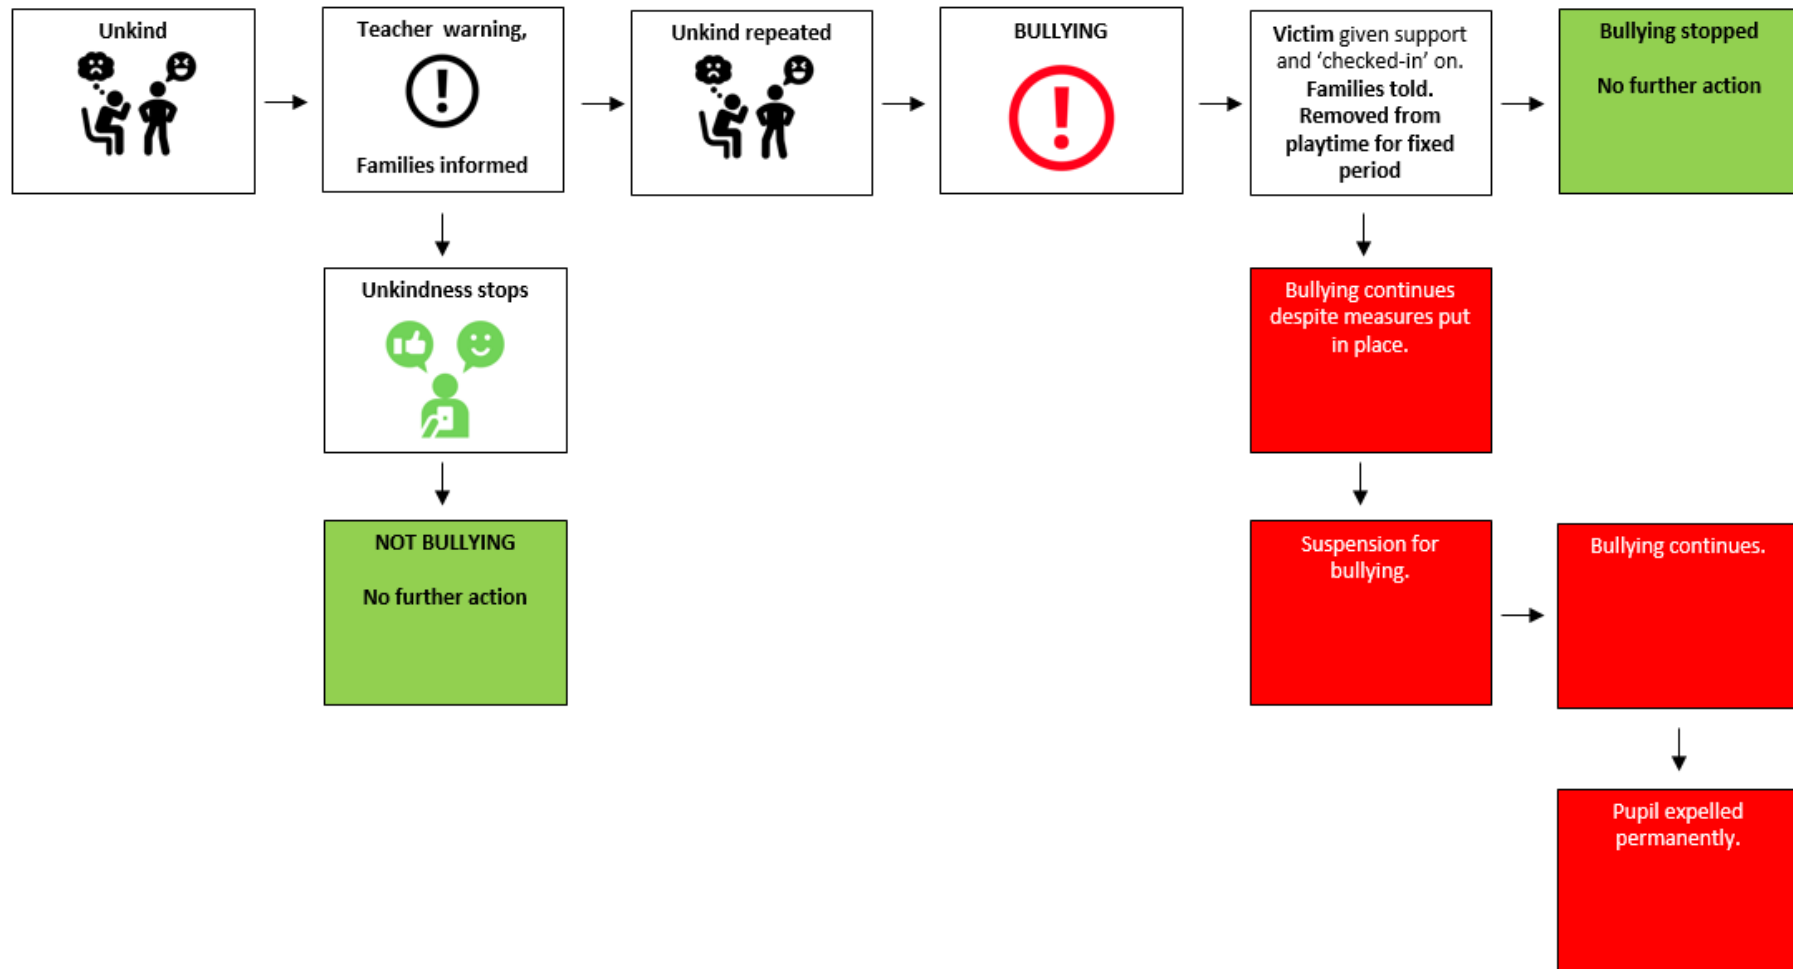 Unkind
Teacher warning,
Families informed
Unkind repeated
BULLYING
Victim given support
and ‘checked-in’ on.
Families told.
Removed from
playtime for fixed
period
Bullying stopped
No further action
Unkindness stops
Bullying continues
despite measures put
in place.
NOT BULLYING
No further action
Suspension for
bullying.
Bullying continues.
Pupil expelled
permanently.